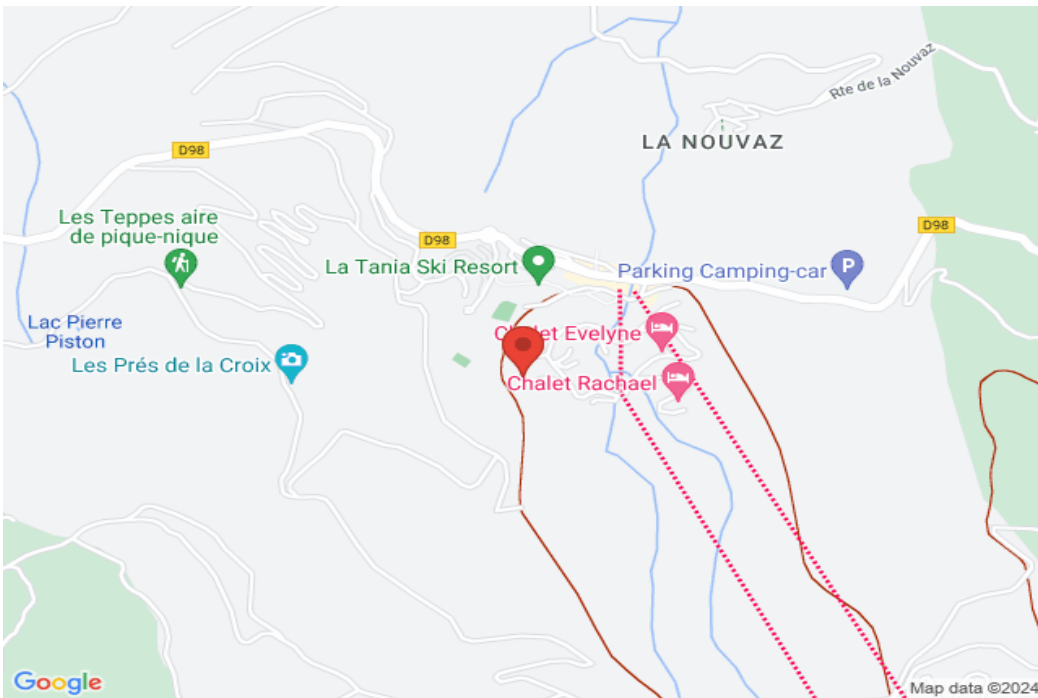 Rte de la Nouvaz
LA NOUVAZ
D98
Les Teppes aire
de pique-nique
D98
D98
La Tania Ski Resort
Parking Camping-car
P
Lac Pierre
Piston
Les Prés de la Croix
Evelyne
Chalet Rachael
Google
Map data ©2024